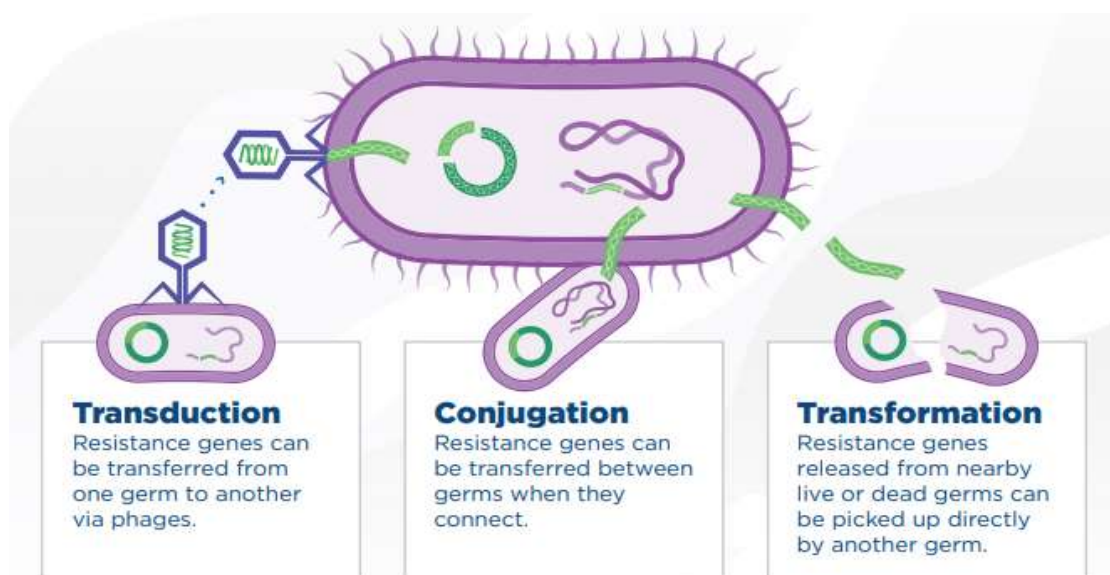 Transduction
Resistance genes can
be transferred from
one germ to another
via phages.
Conjugation
Resistance genes can
be transferred between
germs when they
connect.
Transformation
Resistance genes
released from nearby
live or dead germs can
be picked up directly
by another germ.